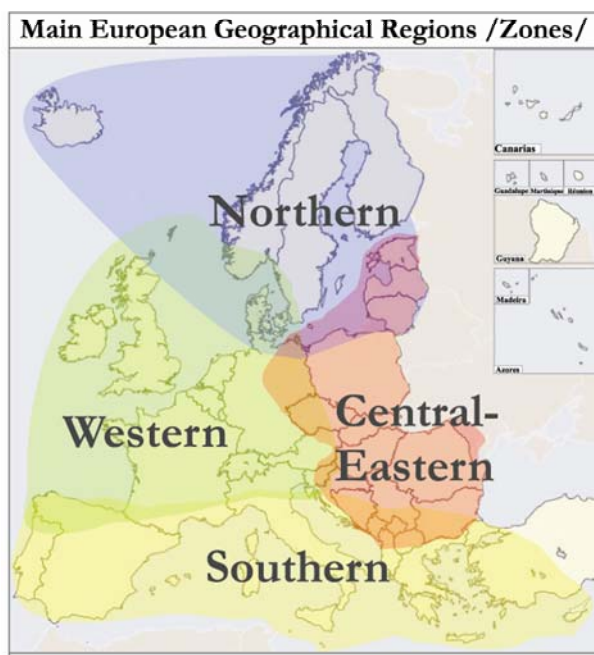 Main European Geographical Regions /Zones/
Canarias
Guadalupe
Martinique
Réunion
Guyana
Madeira
Azores
Northern
Western
Central-
Eastern
Southern